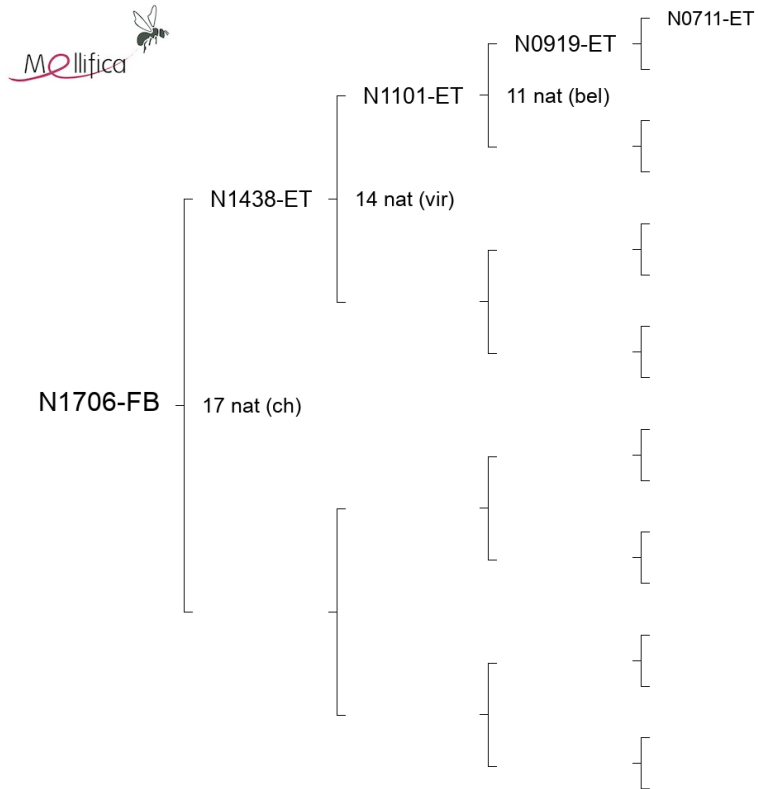 Mellifica
N0711-ET
N0919-ET
N1101-ET
11 nat (bel)
N1438-ET
14 nat (vir)
N1706-FB
17 nat (ch)